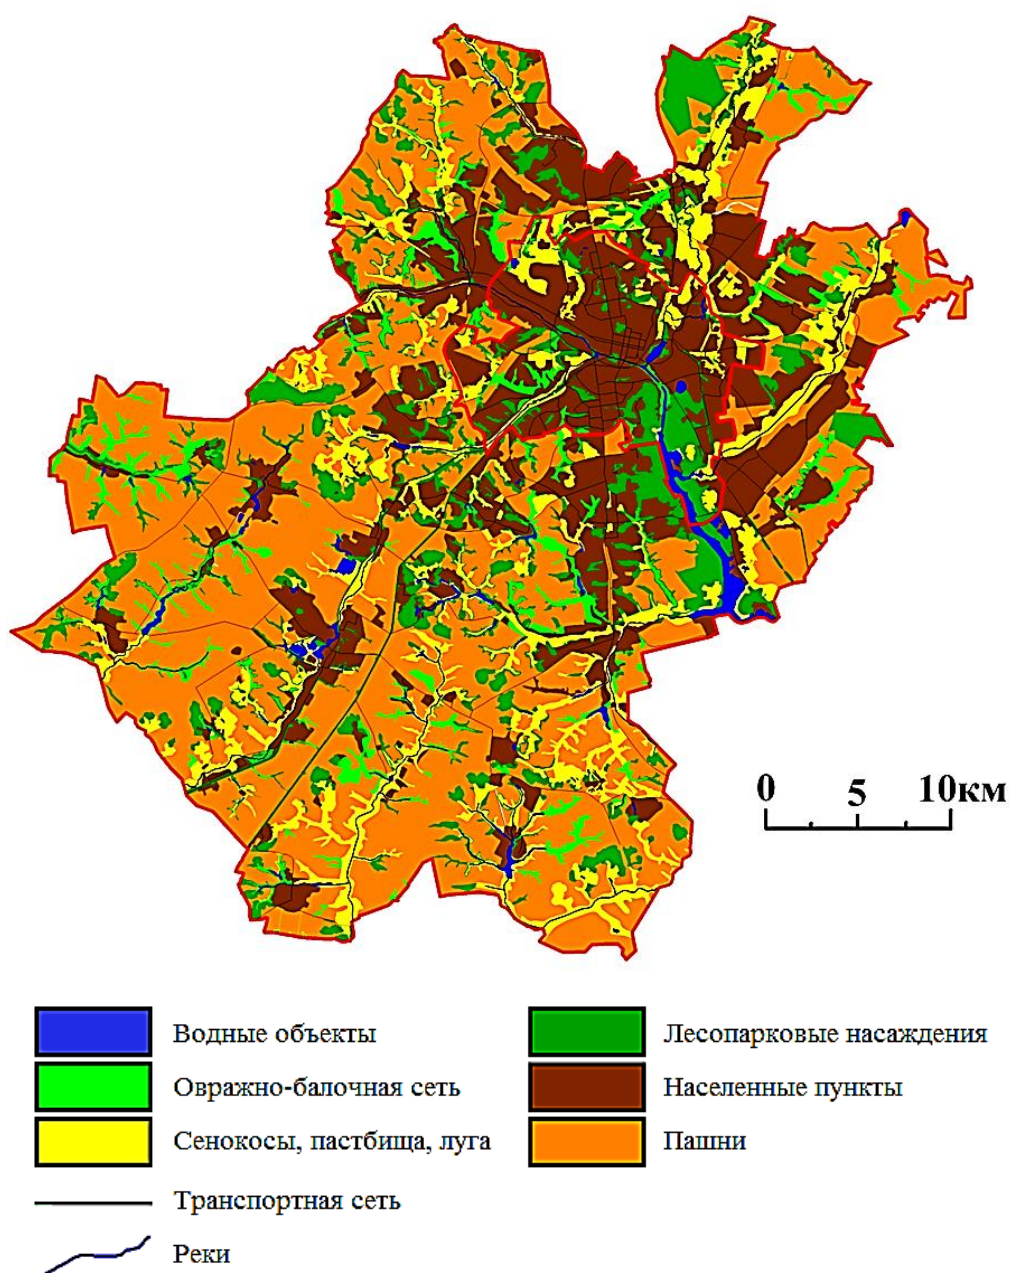 0 5 10км
Водные объекты
Лесопарковые насаждения
Овражно-балочная сеть
Населенные пункты
Сенокосы, пастбища, луга
Пашни
Транспортная сеть
Реки